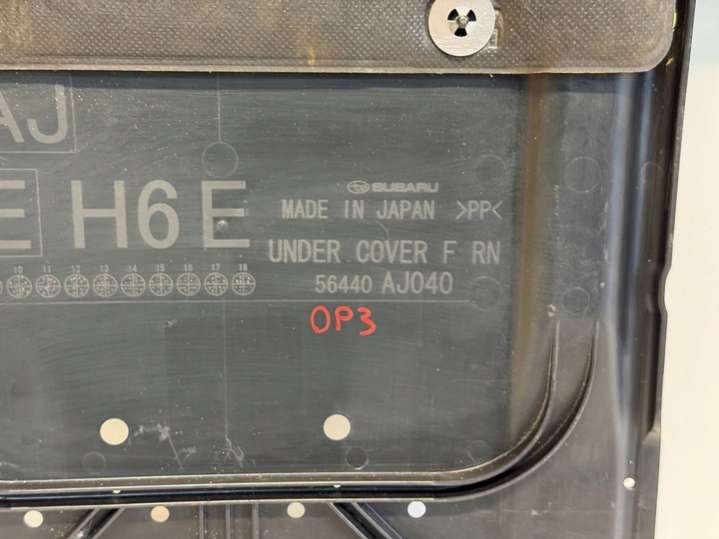 AJ
E H6 E
SUBARU
MADE IN JAPAN >PP<
UNDER COVER F RN
10 11 12 13 14 15 16 17 18
56440 AJ040
OP3